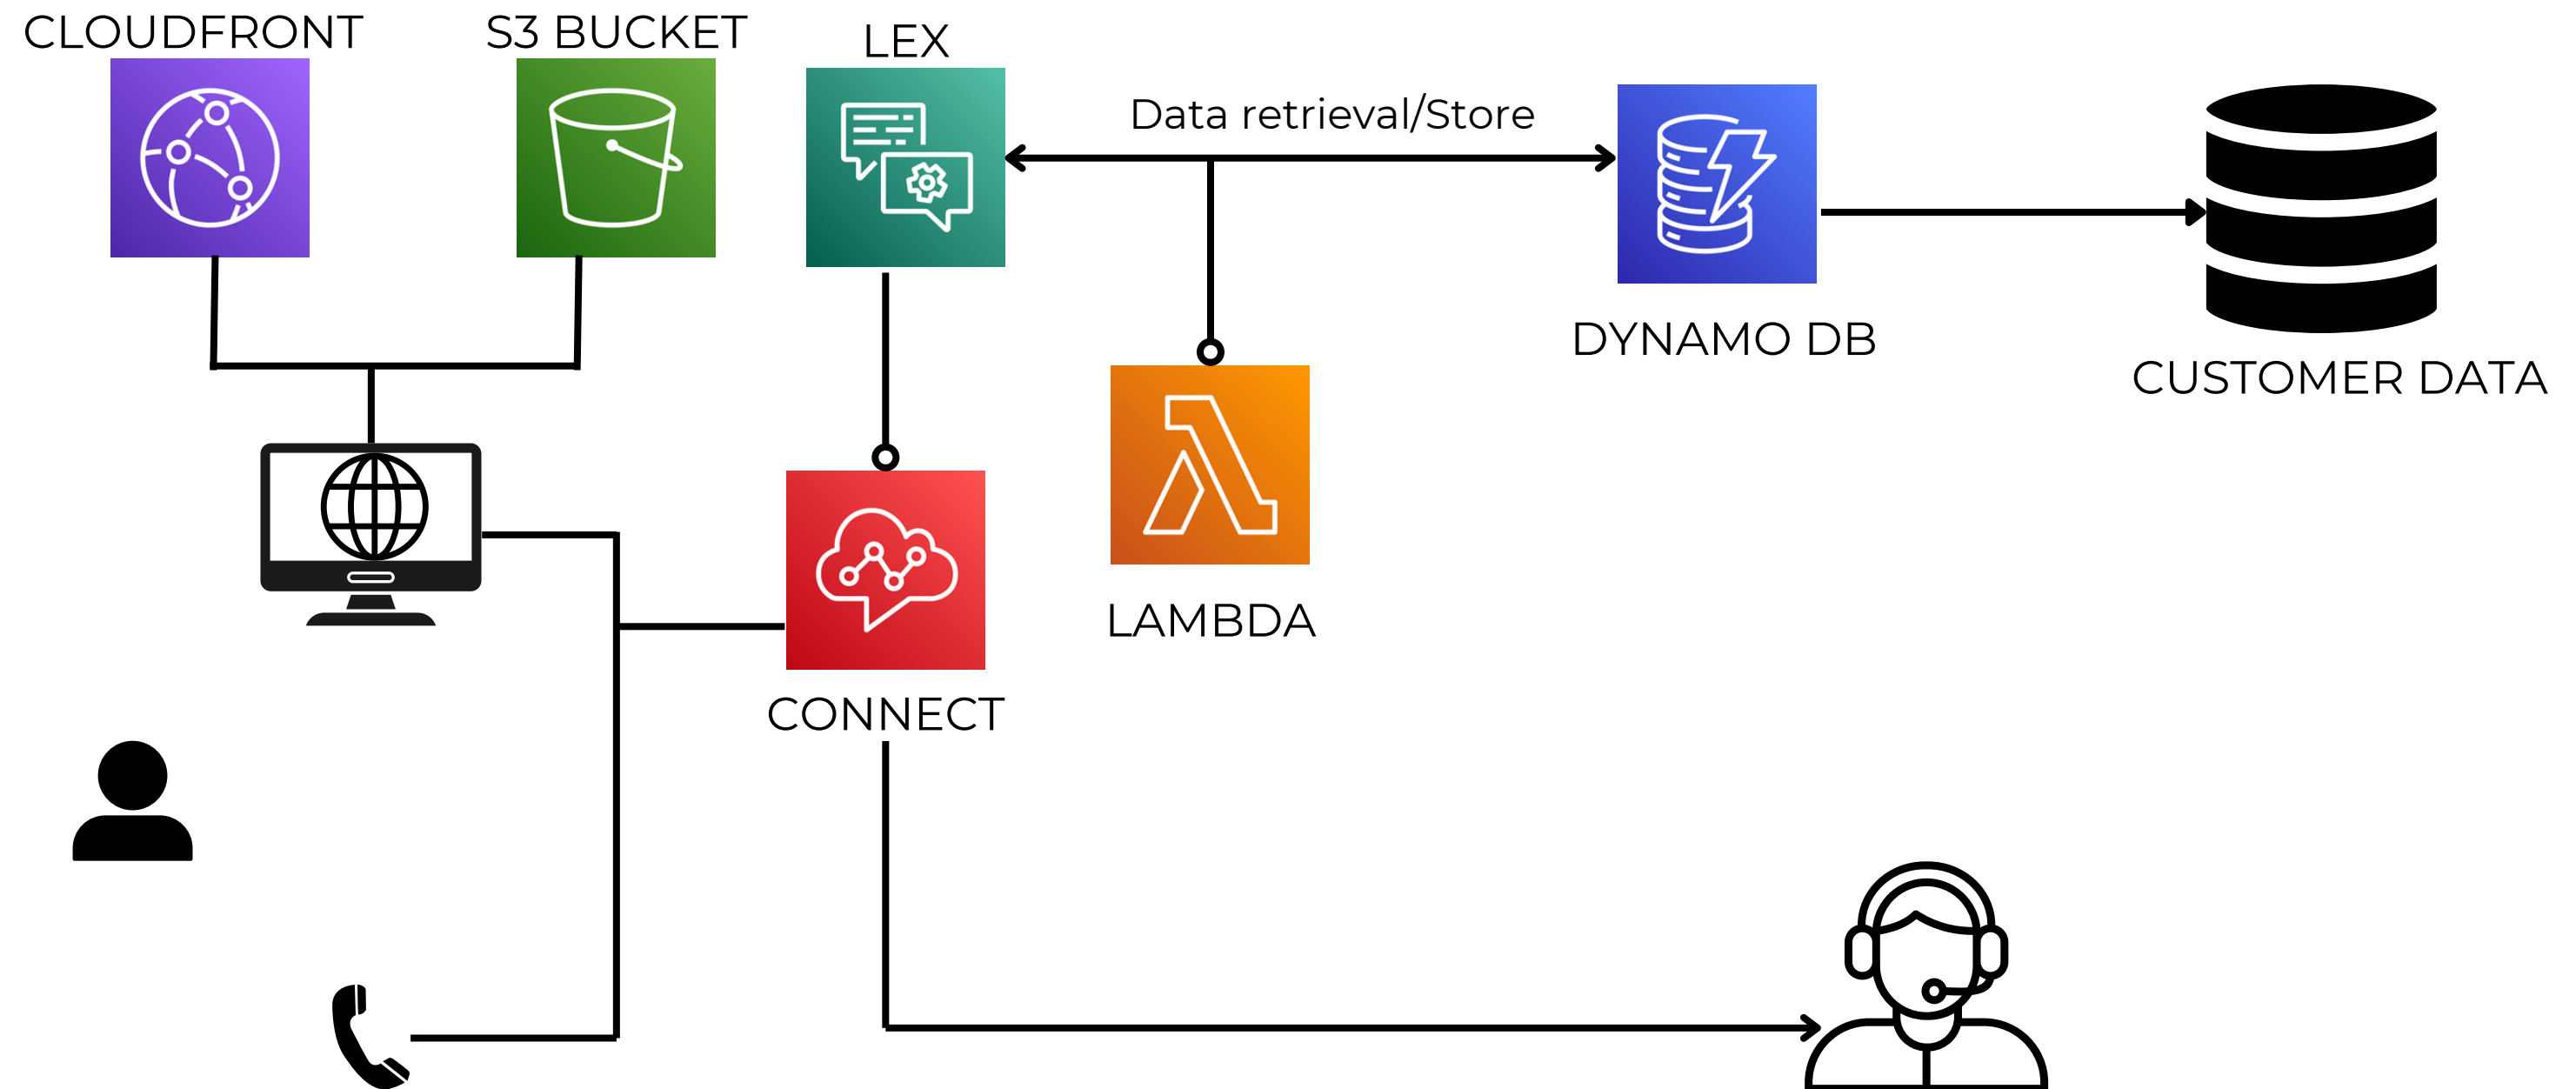 CLOUDFRONT
S3 BUCKET
LEX
Data retrieval/Store
DYNAMO DB
CUSTOMER DATA
LAMBDA
CONNECT